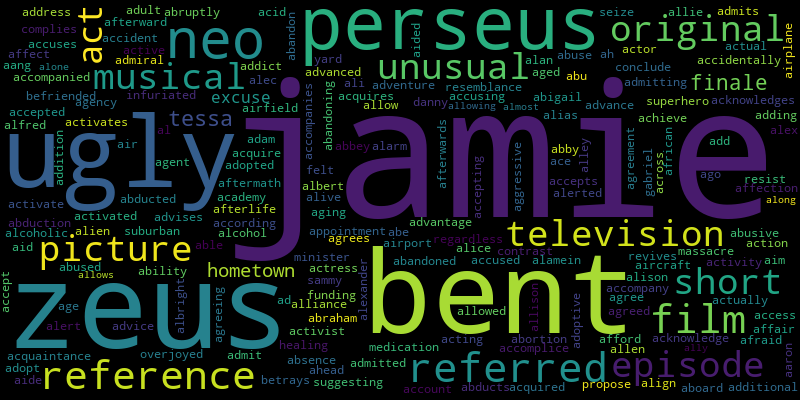 address
adult
abruptly
acid
admits
complies
afterward
act
neo
abandon
perseus
original
allie
seize
airplane
accuses
accident
active
aided
actor
actual
affect
admiral
addict
yard
unusual
alan
abuse
ah
accidentally
aang
alone
musical
alec
advanced
aged
abu
conclude
finale
accompanied
excuse
ali
adventure
resemblance
admitting
befriended
infuriated
acquires
accusing
abigail
superhero
acknowledges
agency
airfield
allow
danny
allowing
almost
advance
achieve
accepted
activates
tessa
accompanies
abandoning
alias
adding
alfred
al
adam
abbey
alarm
afterwards
abby
alley
agreement
gabriel
across
african
add
alex
ugly
jamie
addition
air
agent
acquire
adopted
felt
accepting
aggressive
ace
accepts
alerted
ago
resist
affection
activate
abducted
aftermath
academy
albert
alive
along
abduction
activated
advises
afterlife
aging
advantage
alcoholic
alien
suburban
according
alcohol
appointment
abe
television
abusive
aid
picture
able
agrees
airport
regardless
alice
contrast
action
abused
minister
abandoned
accused
alamein
revives
massacre
allows
ability
hometown
actress
aircraft
activity
aim
accept
zeus
sammy
alexander
bent
alison
accompany
short
age
albright
agreeing
ad
funding
alliance
allison
adoptive
agree
actually
alert
advice
abraham
activist
allowed
agreed
film
access
affair
acquaintance
overjoyed
healing
acting
abortion
afford
acknowledge
afraid
adopt
admit
absence
medication
accomplice
allen
ally
aaron
aide
reference
ahead
admitted
referred
episode
betrays
suggesting
account
abducts
acquired
propose
align
aboard
additional